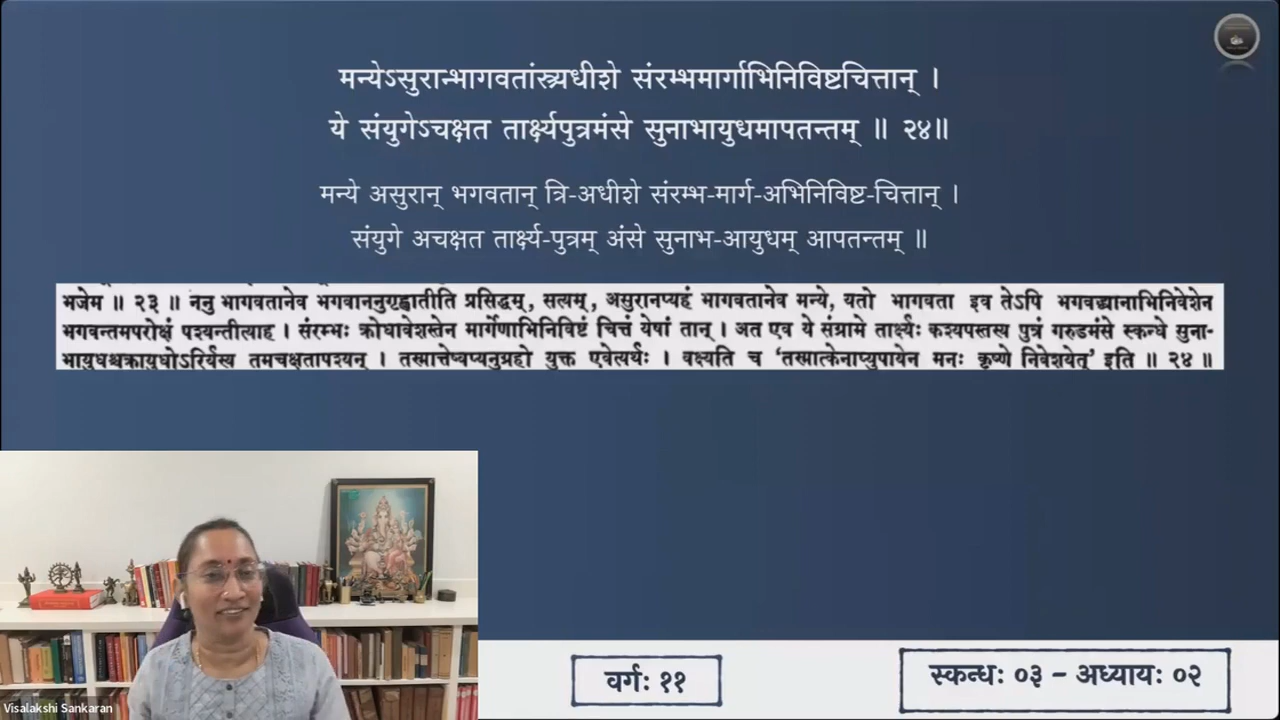 मन्येऽसुरान्भागवतांस्त्र्यधीशे संरम्भमार्गाभिनिविष्टचित्तान् ।
ये संयुगेऽचक्षत तार्क्ष्यपुत्रमंसे सुनाभायुधमापतन्तम् ॥ २४॥
मन्ये असुरान् भगवतान् त्रि-अधीशे संरम्भ-मार्ग-अभिनिविष्ट-चित्तान् ।
संयुगे अचक्षत तार्क्ष्य-पुत्रम् अंसे सुनाभ-आयुधम् आपतन्तम् ॥
भजेम ॥ २३ ॥ ननु भागवतानेव भगवाननुगृह्णातीति प्रसिद्धम्, सत्यम्, असुरानप्यहं भागवतानेव मन्ये, यतो भागवता इव तेऽपि भगवद्ध्यानाभिनिवेशेन
भगवन्तमपरोक्षं पश्यन्तीत्याह । संरम्भः क्रोधावेशस्तेन मार्गेणाभिनिविष्टं चित्तं येषां तान् । अत एव ये संग्रामे तार्क्ष्यः कश्यपस्तस्य पुत्रं गरुडमंसे स्कन्धे सुना-
भायुधश्चक्रायुधोऽरिर्यस्य तमचक्षतापश्यन् । तस्मात्तेष्वप्यनुग्रहो युक्त एवेत्यर्थः । वक्ष्यति च 'तस्मात्केनाप्युपायेन मनः कृष्णे निवेशयेत्' इति ॥ २४ ॥
Visalakshi Sankaran
वर्गः ११
स्कन्धः ०३ – अध्यायः ०२